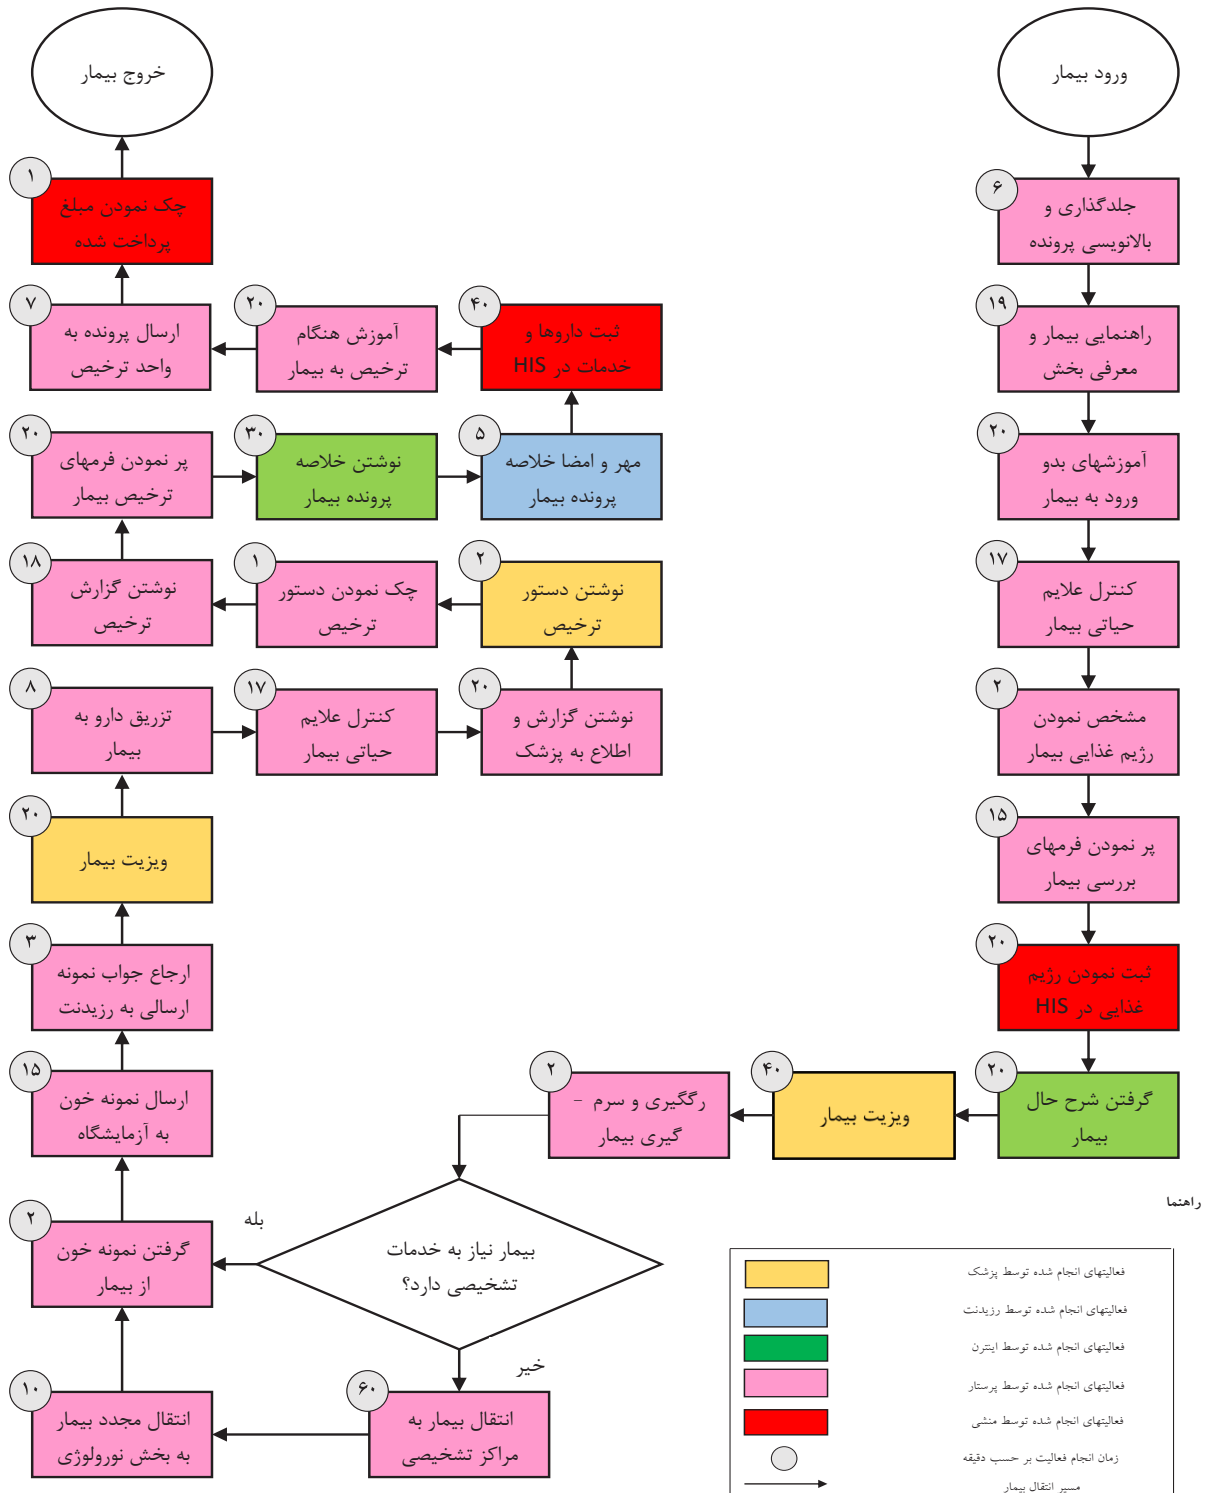 ورود بیمار
۶
جلدگذاری و
بالانویسی پرونده
۱۹
راهنمایی بیمار و
معرفی بخش
۲۰
آموزشهای بدو
ورود به بیمار
۱۷
کنترل علایم
حیاتی بیمار
۲
مشخص نمودن
رژیم غذایی بیمار
۱۵
پر نمودن فرمهای
بررسی بیمار
۲۰
ثبت نمودن رژیم
غذایی در HIS
۲۰
گرفتن شرح حال
بیمار
۴۰
ویزیت بیمار
۲
رگگیری و سرم -
گیری بیمار
بیمار نیاز به خدمات
تشخیصی دارد؟
بله
خیر
۶۰
انتقال بیمار به
مراکز تشخیصی
۱۰
انتقال مجدد بیمار
به بخش نورولوژی
۲
گرفتن نمونه خون
از بیمار
۱۵
ارسال نمونه خون
به آزمایشگاه
۳
ارجاع جواب نمونه
ارسالی به رزیدنت
۲۰
ویزیت بیمار
۸
تزریق دارو به
بیمار
۱۷
کنترل علایم
حیاتی بیمار
۲۰
نوشتن گزارش و
اطلاع به پزشک
۲
نوشتن دستور
ترخیص
۱
چک نمودن دستور
ترخیص
۱۸
نوشتن گزارش
ترخیص
۲۰
پر نمودن فرمهای
ترخیص بیمار
۳۰
نوشتن خلاصه
پرونده بیمار
۵
مهر و امضا خلاصه
پرونده بیمار
۴۰
ثبت داروها و
خدمات در HIS
۲۰
آموزش هنگام
ترخیص به بیمار
۷
ارسال پرونده به
واحد ترخیص
۱
چک نمودن مبلغ
پرداخت شده
خروج بیمار
راهنما
فعالیتهای انجام شده توسط پزشک
فعالیتهای انجام شده توسط رزیدنت
فعالیتهای انجام شده توسط اینترن
فعالیتهای انجام شده توسط پرستار
فعالیتهای انجام شده توسط منشی
زمان انجام فعالیت بر حسب دقیقه
مسیر انتقال بیمار